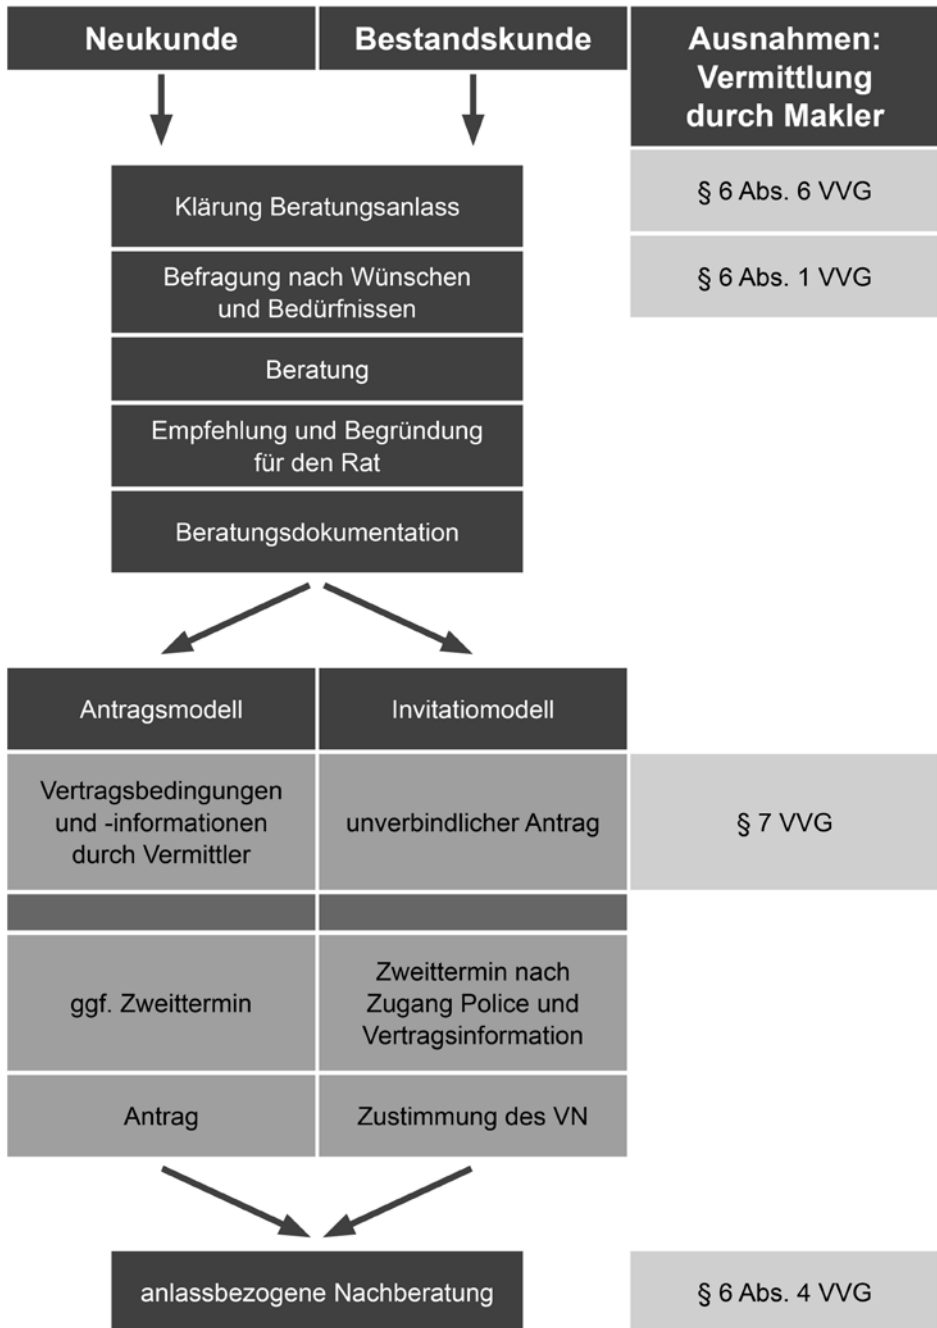 Neukunde
Bestandskunde
Ausnahmen:
Vermittlung
durch Makler
Klärung Beratungsanlass
§ 6 Abs. 6 VVG
Befragung nach Wünschen
und Bedürfnissen
§ 6 Abs. 1 VVG
Beratung
Empfehlung und Begründung
für den Rat
Beratungsdokumentation
Antragsmodell
Invitatiomodell
Vertragsbedingungen
und -informationen
durch Vermittler
unverbindlicher Antrag
§ 7 VVG
ggf. Zweittermin
Zweittermin nach
Zugang Police und
Vertragsinformation
Antrag
Zustimmung des VN
anlassbezogene Nachberatung
§ 6 Abs. 4 VVG